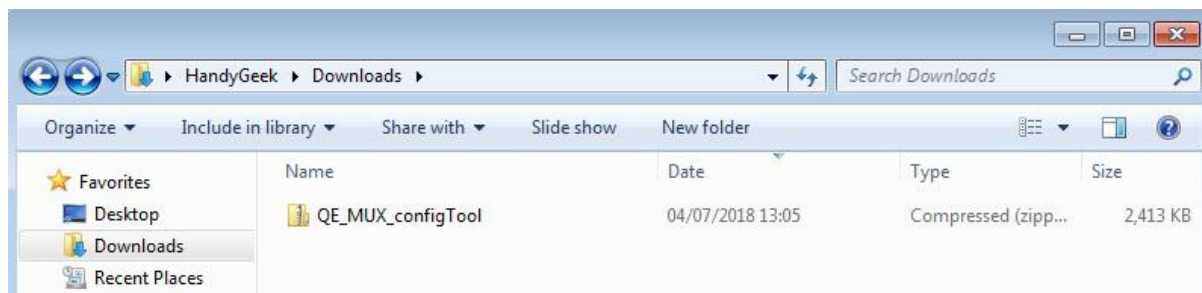 HandyGeek Downloads Search Downloads
Organize Include in library Share with Slide show New folder
Favorites
Desktop
Downloads
Recent Places
Name Date Type Size
QE_MUX_configTool 04/07/2018 13:05 Compressed (zipp... 2,413 KB